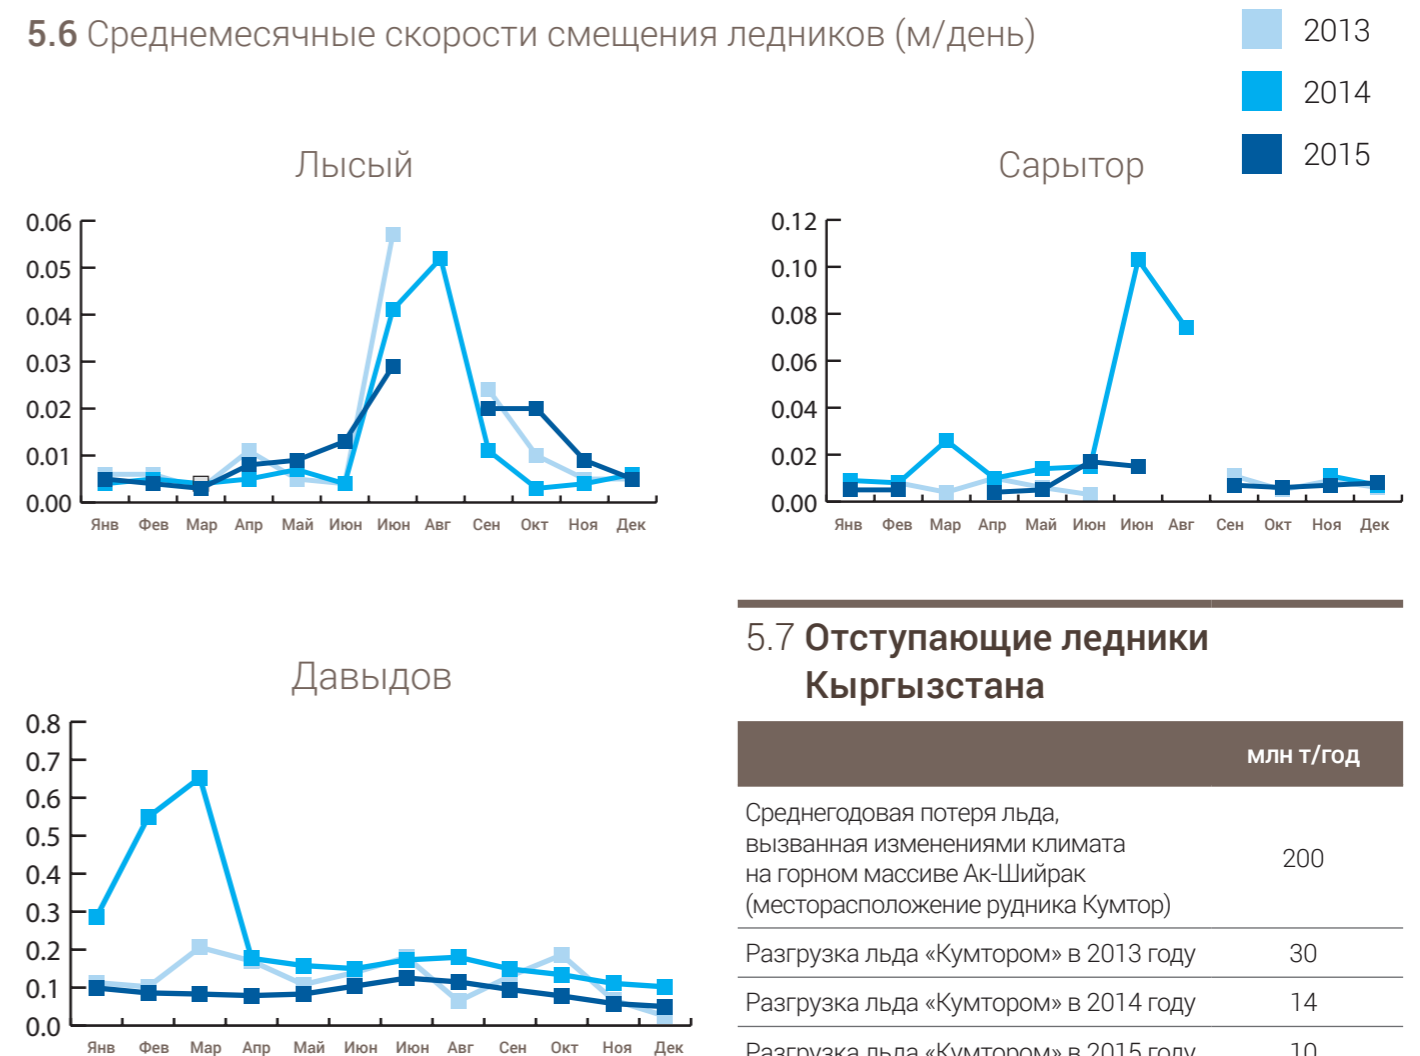 5.6 Среднемесячные скорости смещения ледников (м/день)
2013
2014
2015
Лысый
0.06
0.05
0.04
0.03
0.02
0.01
0.00
Янв Фев Мар Апр Май Июн Июн Авг Сен Окт Ноя Дек
Сарытор
0.12
0.10
0.08
0.06
0.04
0.02
0.00
Янв Фев Мар Апр Май Июн Июн Авг Сен Окт Ноя Дек
Давыдов
0.8
0.7
0.6
0.5
0.4
0.3
0.2
0.1
0.0
Янв Фев Мар Апр Май Июн Июн Авг Сен Окт Ноя Дек
5.7 Отступающие ледники
Кыргызстана
млн т/год
Среднегодовая потеря льда,
вызванная изменениями климата
на горном массиве Ак-Шийрак
(месторасположение рудника Кумтор)
200
Разгрузка льда «Кумтором» в 2013 году 30
Разгрузка льда «Кумтором» в 2014 году 14
Разгрузка льда «Кумтором» в 2015 году 10